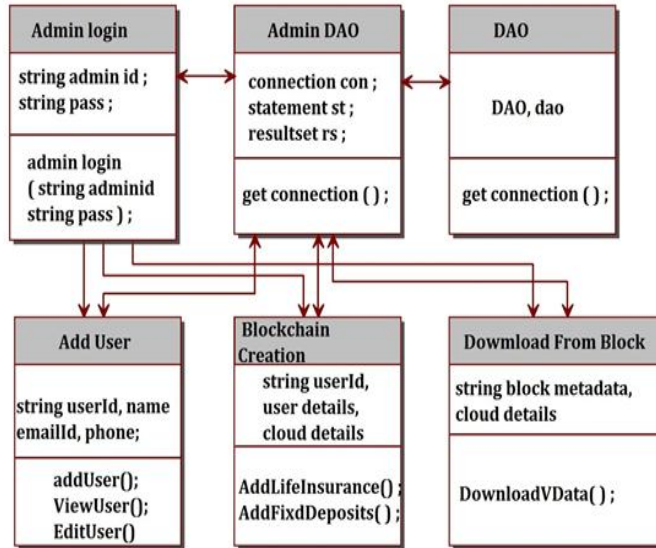 Admin login
string admin id ;
string pass ;
admin login
( string adminid
string pass ) ;
Admin DAO
connection con ;
statement st ;
resultset rs ;
get connection ( ) ;
DAO
DAO, dao
get connection ( ) ;
Add User
string userId, name
emailId, phone;
addUser();
ViewUser();
EditUser()
Blockchain
Creation
string userId,
user details,
cloud details
AddLifeInsurance() ;
AddFixdDeposits( ) ;
Dowmload From Block
string block metadata,
cloud details
DownloadVData( ) ;